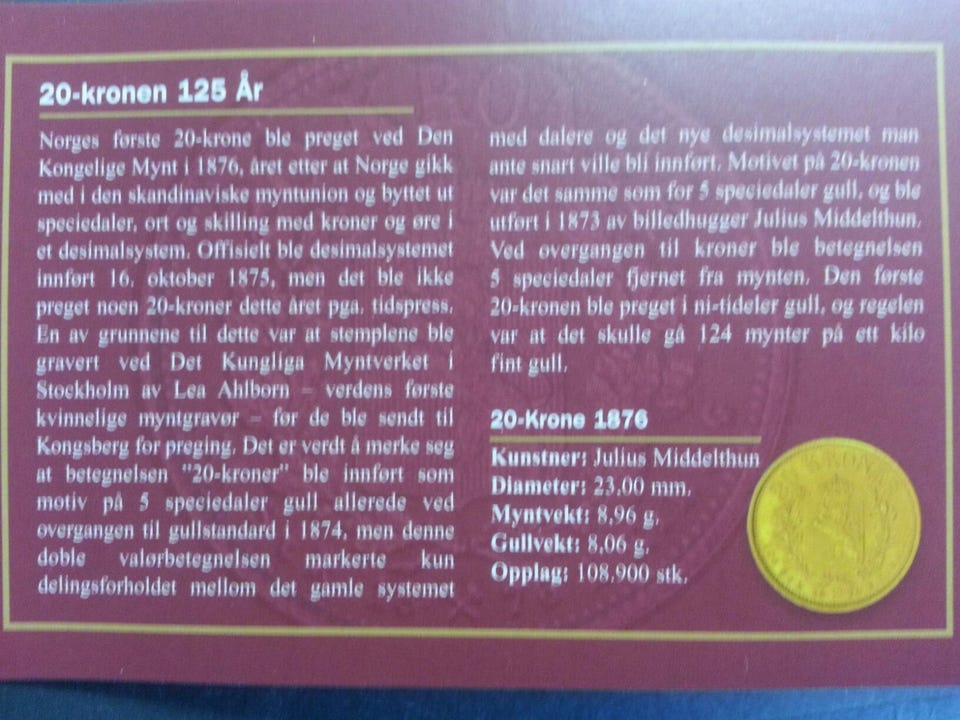 20-kronen 125 År
Norges første 20-krone ble preget ved Den
Kongelige Mynt i 1876, året etter at Norge gikk
med i den skandinaviske myntunion og byttet ut
speciedaler, ort og skilling med kroner og øre i
et desimalsystem. Offisielt ble desimalsystemet
innført 16. oktober 1875, men det ble ikke
preget noen 20-kroner dette året pga. tidspress.
En av grunnene til dette var at stemplene ble
gravert ved Det Kungliga Myntverket i
Stockholm av Lea Ahlborn – verdens første
kvinnelige myntgravør – før de ble sendt til
Kongsberg for preging. Det er verdt å merke seg
at betegnelsen "20-kroner" ble innført som
motiv på 5 speciedaler gull allerede ved
overgangen til gullstandard i 1874, men denne
doble valørbetegnelsen markerte kun
delingsforholdet mellom det gamle systemet
med dalere og det nye desimalsystemet man
ante snart ville bli innført. Motivet på 20-kronen
var det samme som for 5 speciedaler gull, og ble
utført i 1873 av billedhugger Julius Middelthun.
Ved overgangen til kroner ble betegnelsen
5 speciedaler fjernet fra mynten. Den første
20-kronen ble preget i ni-tideler gull, og regelen
var at det skulle gå 124 mynter på ett kilo
fint gull.
20-Krone 1876
Kunstner: Julius Middelthun
Diameter: 23,00 mm.
Myntvekt: 8,96 g.
Gullvekt: 8,06 g.
Opplag: 108.900 stk.